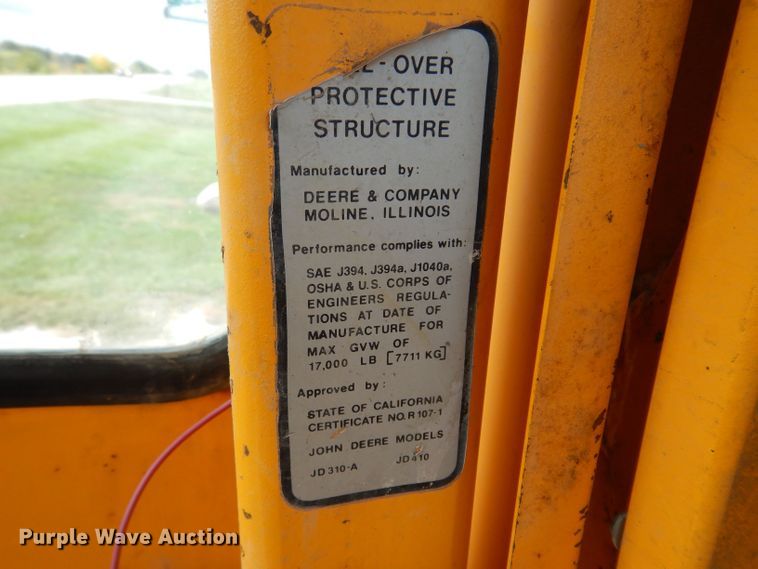 - OVER
PROTECTIVE
STRUCTURE
Manufactured by:
DEERE & COMPANY
MOLINE, ILLINOIS
Performance complies with:
SAE J394, J394a, J1040a,
OSHA & U.S. CORPS OF
ENGINEERS REGULA-
TIONS AT DATE OF
MANUFACTURE FOR
MAX GVW OF
17,000 LB [7711 KG]
Approved by:
STATE OF CALIFORNIA
CERTIFICATE NO. R 107-1
JOHN DEERE MODELS
JD 310-A JD 410
Purple Wave Auction